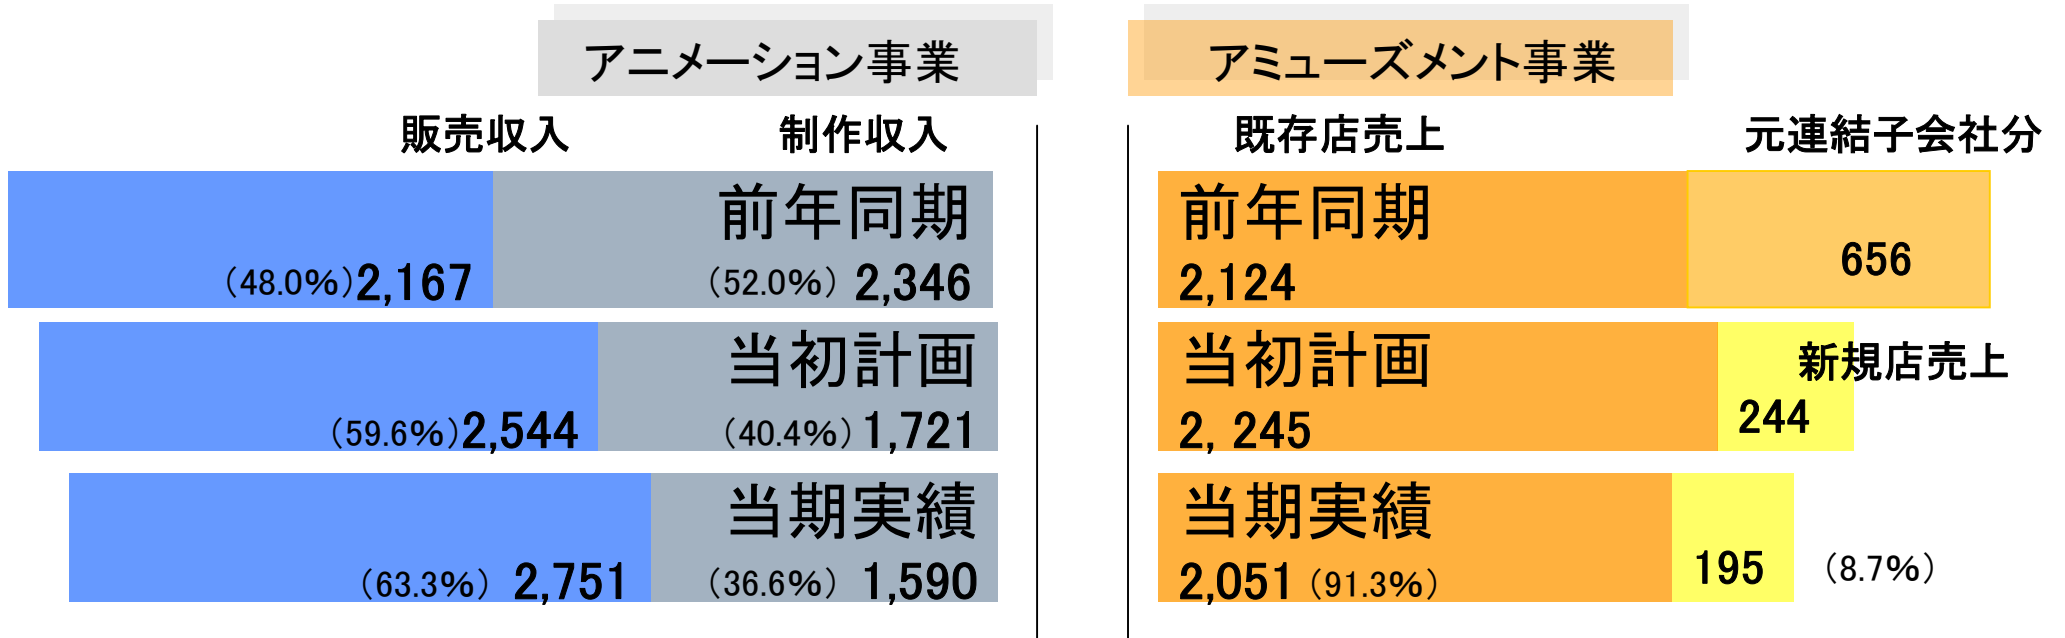 アニメーション事業
アミューズメント事業
販売収入
制作収入
既存店売上
元連結子会社分
前年同期
(48.0%)2,167
(52.0%) 2,346
前年同期
2,124
656
当初計画
(59.6%)2,544
(40.4%) 1,721
当初計画
2, 245
新規店売上
244
当期実績
(63.3%) 2,751
(36.6%) 1,590
当期実績
2,051 (91.3%)
195 (8.7%)